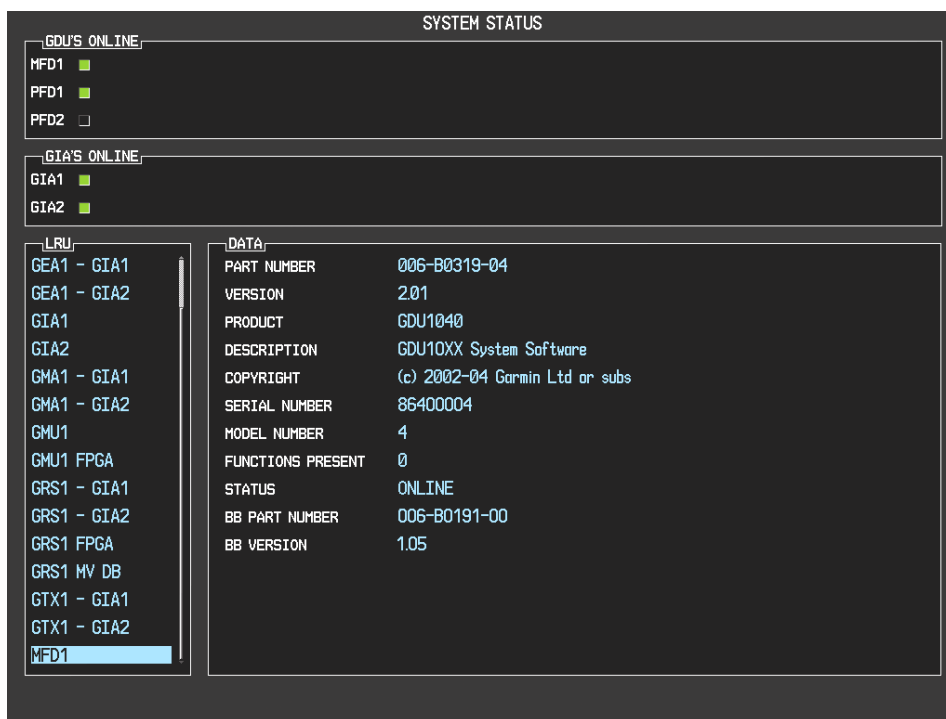 SYSTEM STATUS
GDU'S ONLINE
MFD1
PFD1
PFD2
GIA'S ONLINE
GIA1
GIA2
LRU
GEA1 - GIA1
GEA1 - GIA2
GIA1
GIA2
GMA1 - GIA1
GMA1 - GIA2
GMU1
GMU1 FPGA
GRS1 - GIA1
GRS1 - GIA2
GRS1 FPGA
GRS1 MV DB
GTX1 - GIA1
GTX1 - GIA2
MFD1
DATA
PART NUMBER 006-B0319-04
VERSION 2.01
PRODUCT GDU1040
DESCRIPTION GDU10XX System Software
COPYRIGHT (c) 2002-04 Garmin Ltd or subs
SERIAL NUMBER 86400004
MODEL NUMBER 4
FUNCTIONS PRESENT 0
STATUS ONLINE
BB PART NUMBER 006-B0191-00
BB VERSION 1.05